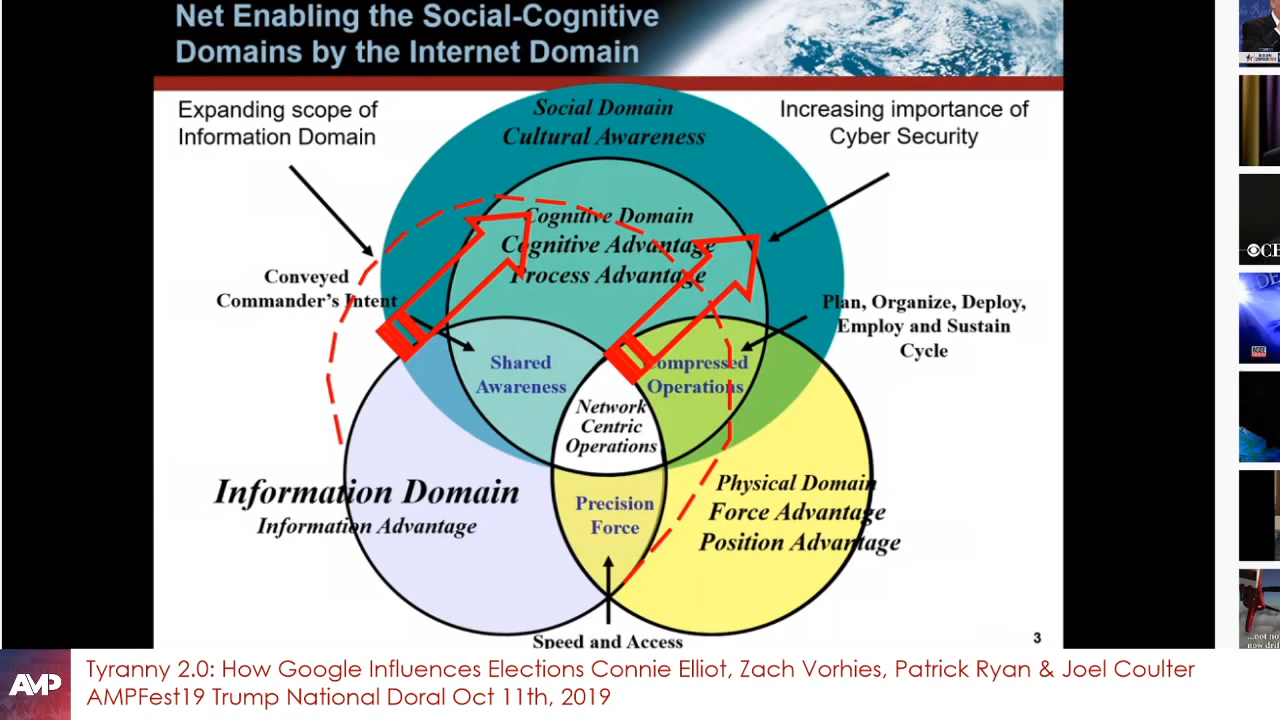 Net Enabling the Social-Cognitive
Domains by the Internet Domain
Expanding scope of
Information Domain
Social Domain
Cultural Awareness
Increasing importance of
Cyber Security
Cognitive Domain
Cognitive Advantage
Process Advantage
Conveyed
Commander's Intent
Plan, Organize, Deploy,
Employ and Sustain
Cycle
Shared
Awareness
Compressed
Operations
Network
Centric
Operations
Information Domain
Information Advantage
Precision
Force
Physical Domain
Force Advantage
Position Advantage
Speed and Access
3
AMP
Tyranny 2.0: How Google Influences Elections Connie Elliot, Zach Vorhies, Patrick Ryan & Joel Coulter
AMPFest19 Trump National Doral Oct 11th, 2019
...not no
now drif